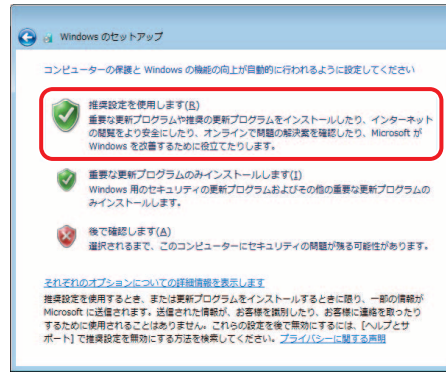 Windows のセットアップ
コンピューターの保護と Windows の機能の向上が自動的に行われるように設定してください
推奨設定を使用します(R)
重要な更新プログラムや推奨の更新プログラムをインストールしたり、インターネット
の閲覧をより安全にしたり、オンラインで問題の解決案を確認したり、Microsoft が
Windows を改善するために役立てたりします。
重要な更新プログラムのみインストールします(I)
Windows 用のセキュリティの更新プログラムおよびその他の重要な更新プログラムの
みインストールします。
後で確認します(A)
選択されるまで、このコンピューターにセキュリティの問題が残る可能性があります。
それぞれのオプションについての詳細情報を表示します
推奨設定を使用するとき、または更新プログラムをインストールするときに限り、一部の情報が
Microsoft に送信されます。送信された情報が、お客様を識別したり、お客様に連絡を取ったり
するために使用されることはありません。これらの設定を後で無効にするには、[ヘルプとサ
ポート] で推奨設定を無効にする方法を検索してください。プライバシーに関する声明